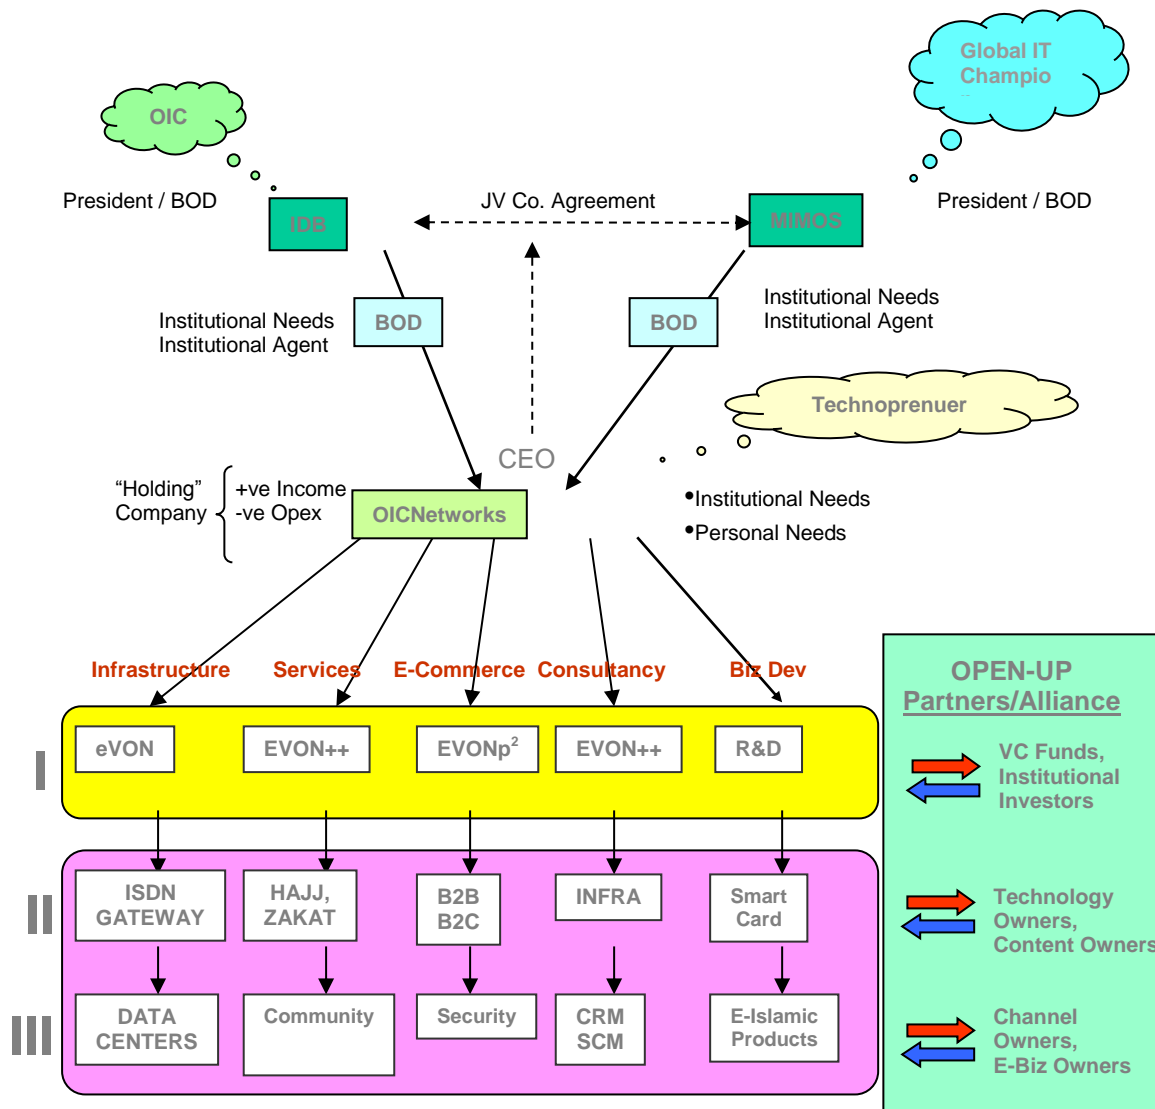 Global IT
Champio
OIC
President / BOD
JV Co. Agreement
President / BOD
IDB
MIMOS
Institutional Needs
Institutional Agent
BOD
BOD
Institutional Needs
Institutional Agent
Technoprenuer
CEO
“Holding”
Company
+ve Income
-ve Opex
OICNetworks
•Institutional Needs
•Personal Needs
Infrastructure
Services
E-Commerce
Consultancy
Biz Dev
OPEN-UP
Partners/Alliance
I
eVON
EVON++
EVONp²
EVON++
R&D
VC Funds,
Institutional
Investors
II
ISDN
GATEWAY
HAJJ,
ZAKAT
B2B
B2C
INFRA
Smart
Card
Technology
Owners,
Content Owners
III
DATA
CENTERS
Community
Security
CRM
SCM
E-Islamic
Products
Channel
Owners,
E-Biz Owners